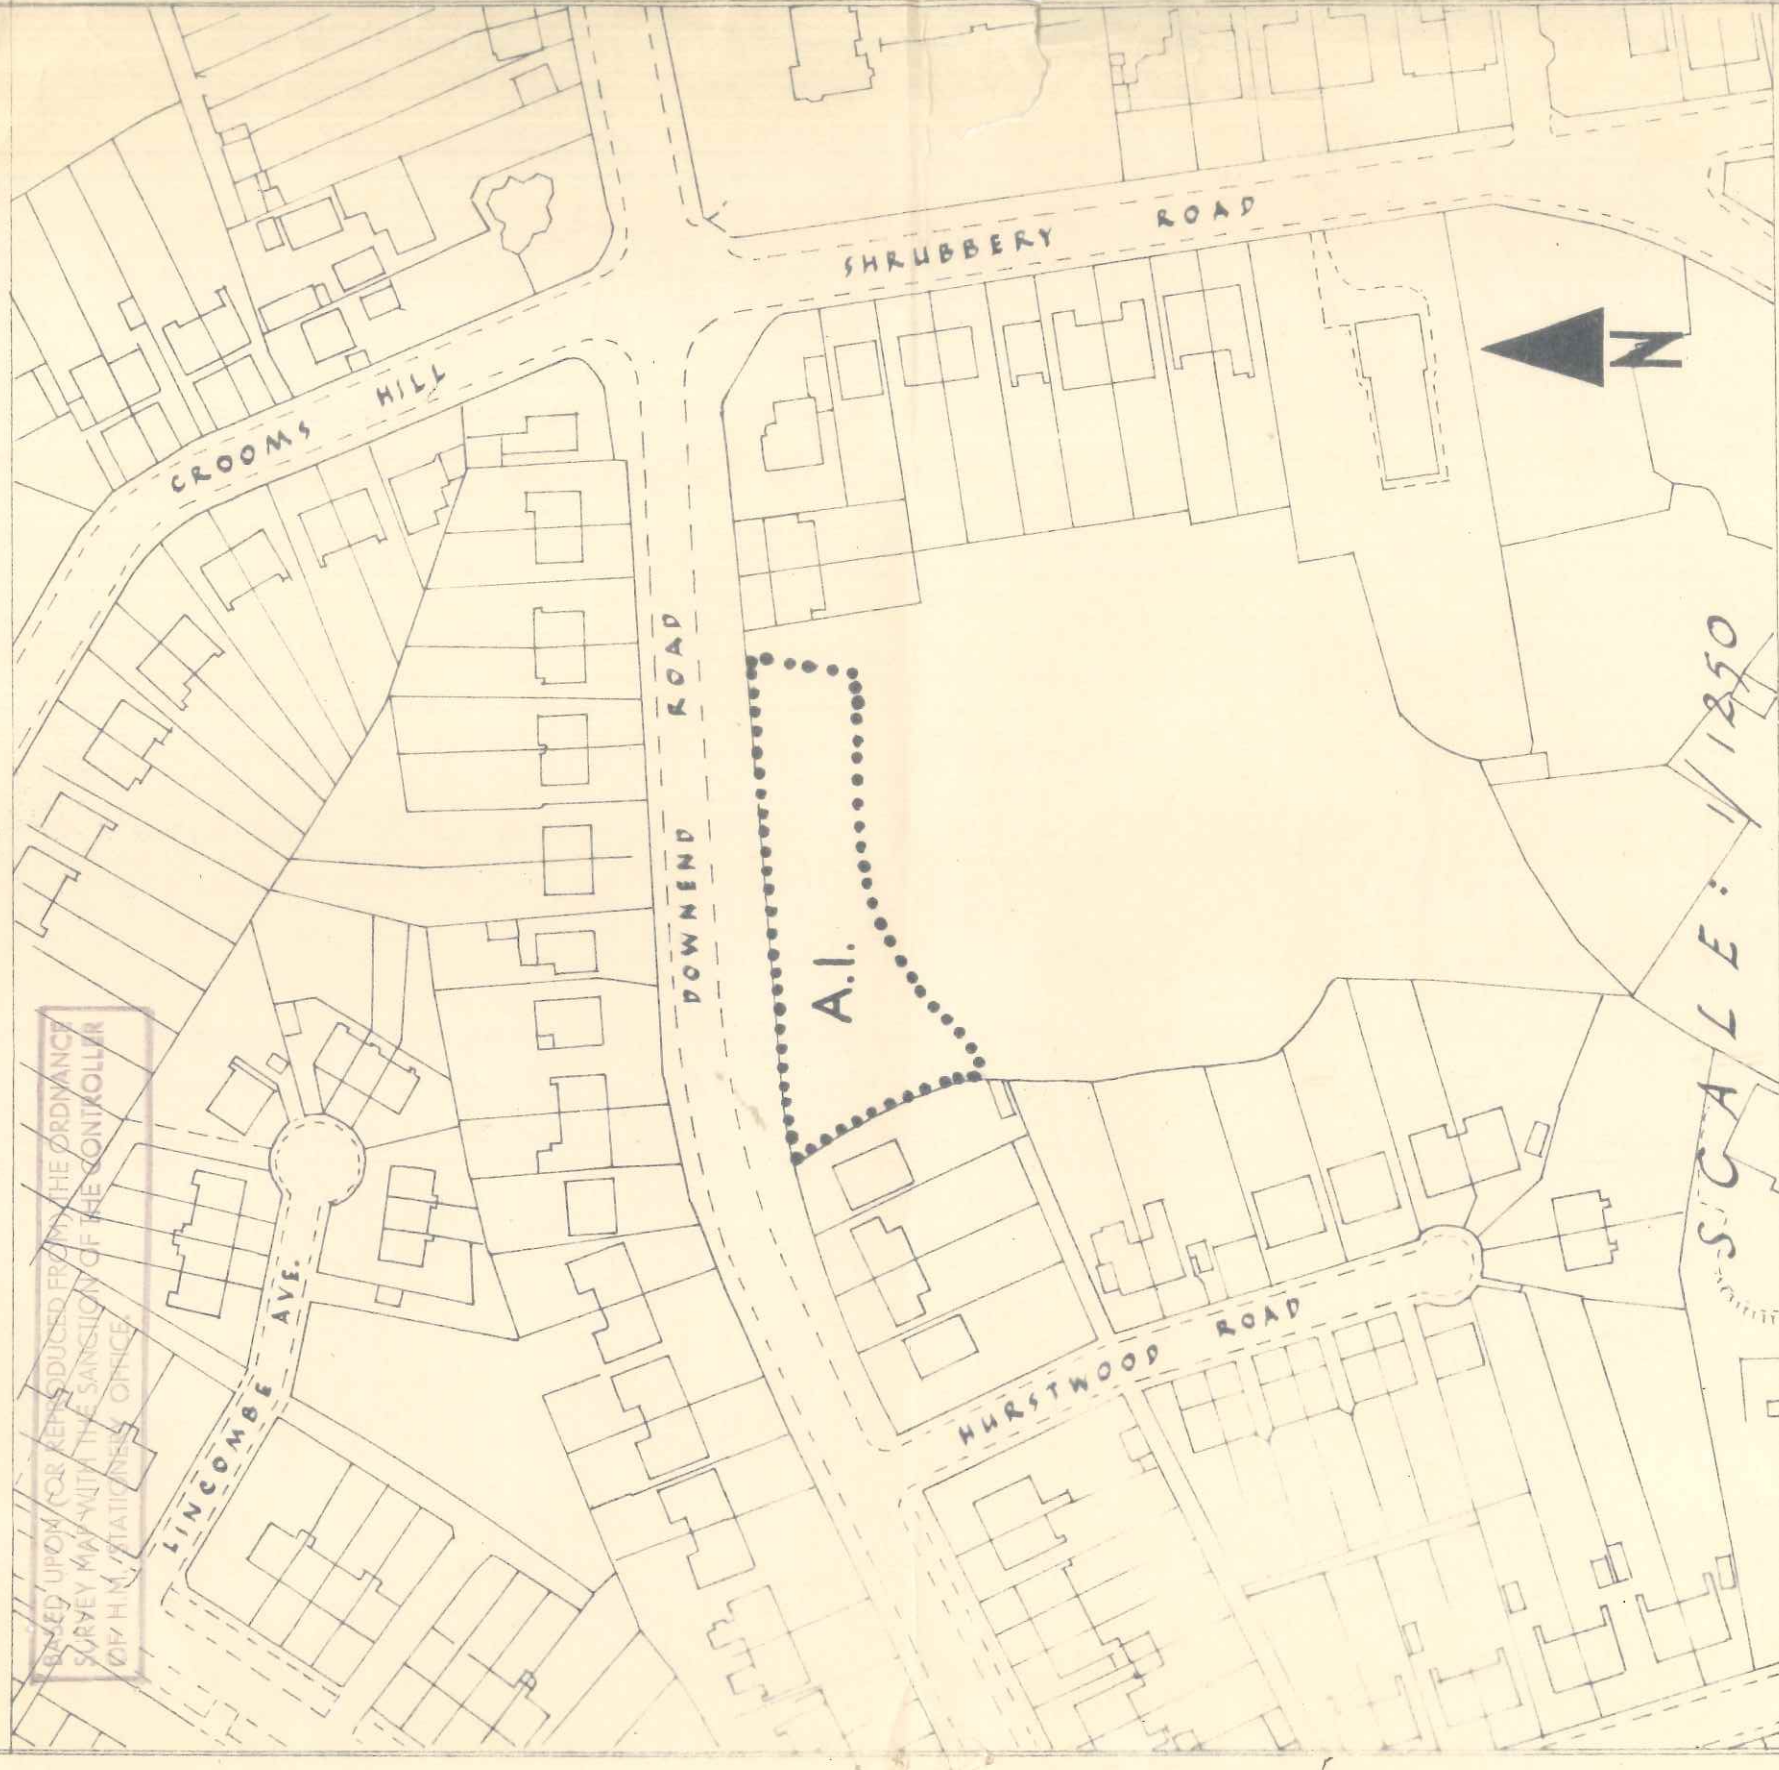 SHRUBBERY ROAD
CROOMS HILL
N
DOWNEND ROAD
A.I.
SCALE: 1/1250
HURSTWOOD ROAD
LINCOMBE AVE.
BASED UPON (OR REPRODUCED FROM) THE ORDNANCE
SURVEY MAP WITH THE SANCTION OF THE CONTROLLER
OF H.M. STATIONERY OFFICE.